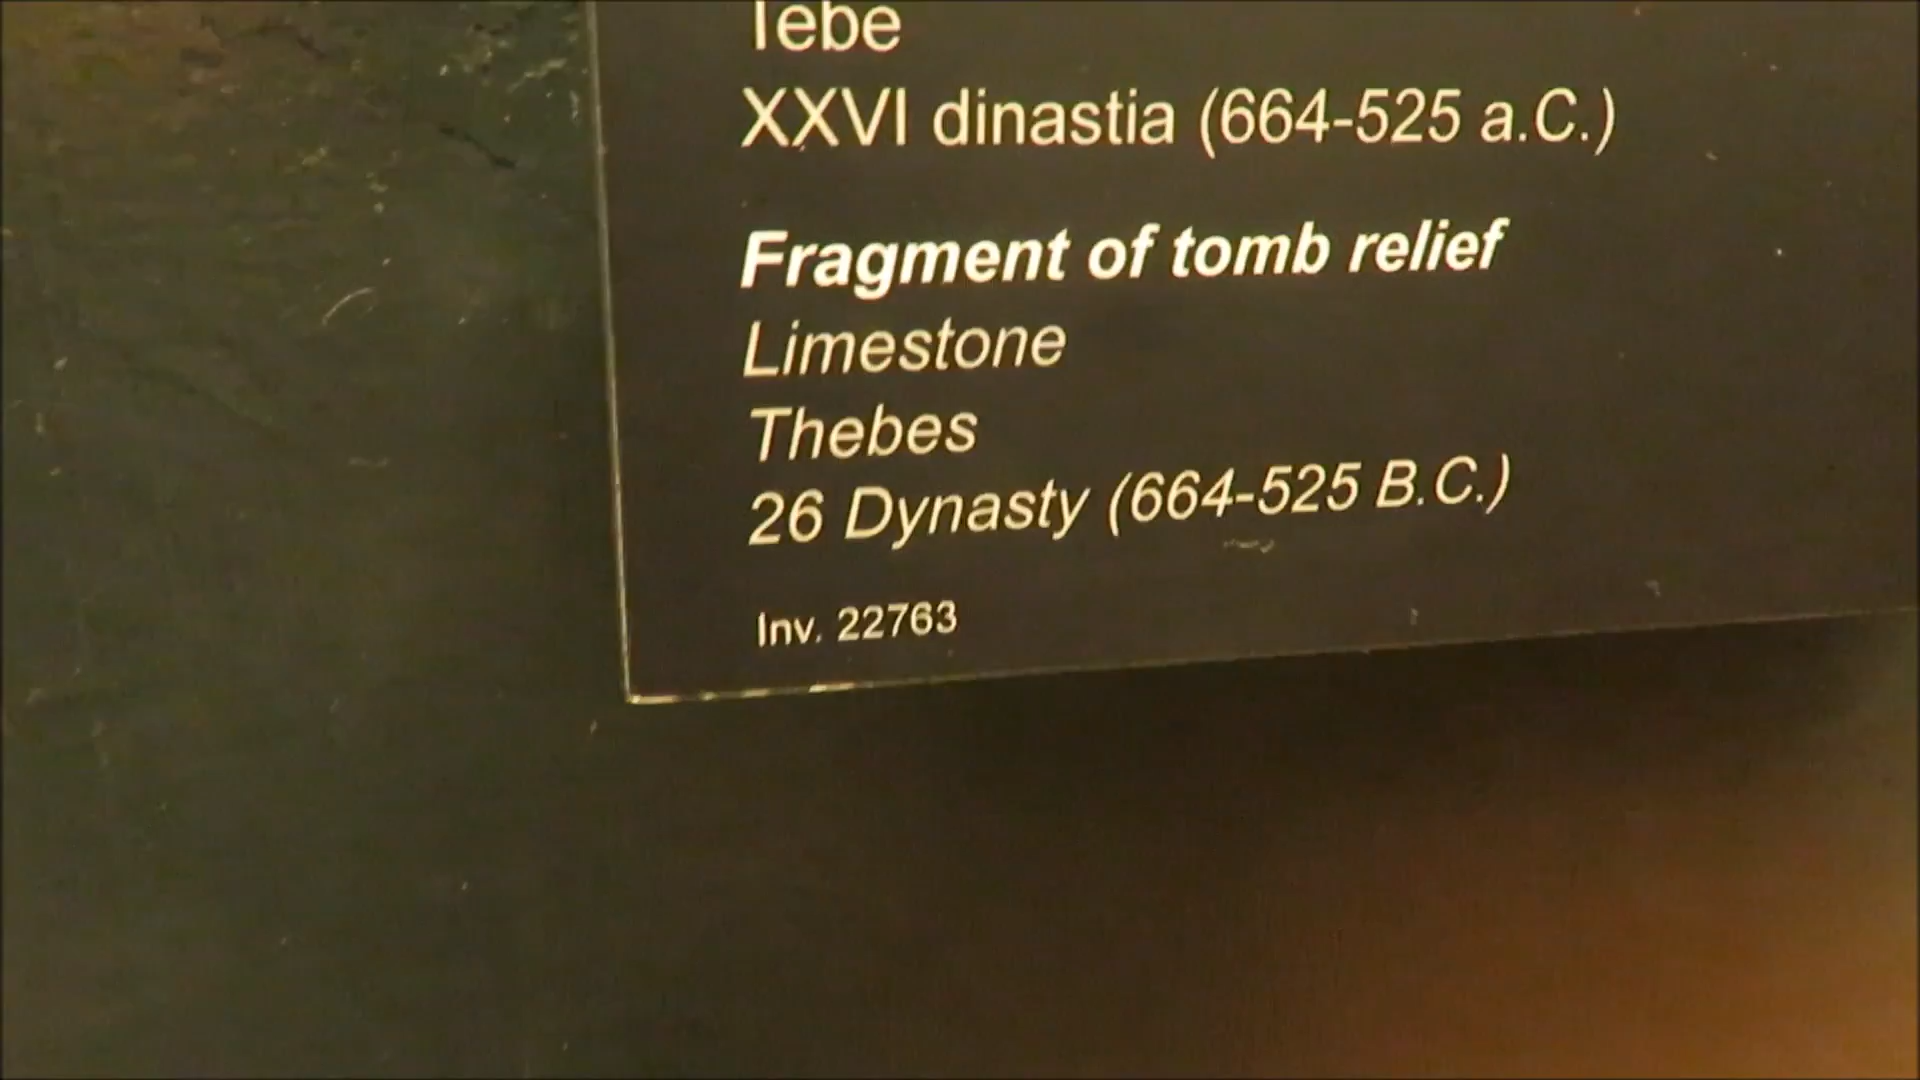 Tebe
XXVI dinastia (664-525 a.C.)
Fragment of tomb relief
Limestone
Thebes
26 Dynasty (664-525 B.C.)
Inv. 22763